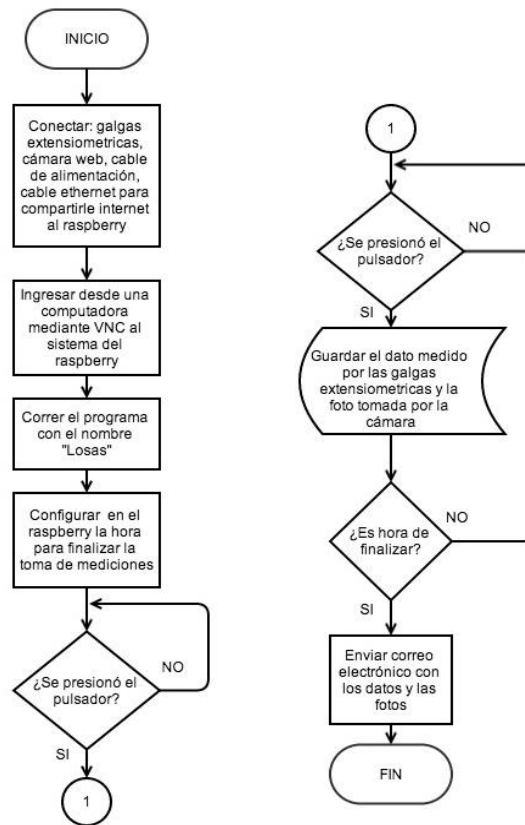 INICIO
Conectar: galgas
extensiometricas,
cámara web, cable
de alimentación,
cable ethernet para
compartirle internet
al raspberry
Ingresar desde una
computadora
mediante VNC al
sistema del
raspberry
Correr el programa
con el nombre
"Losas"
Configurar en el
raspberry la hora
para finalizar la
toma de mediciones
¿Se presionó el
pulsador?
NO
SI
1
1
¿Se presionó el
pulsador?
NO
SI
Guardar el dato medido
por las galgas
extensiometricas y la
foto tomada por la
cámara
¿Es hora de
finalizar?
NO
SI
Enviar correo
electrónico con
los datos y las
fotos
FIN